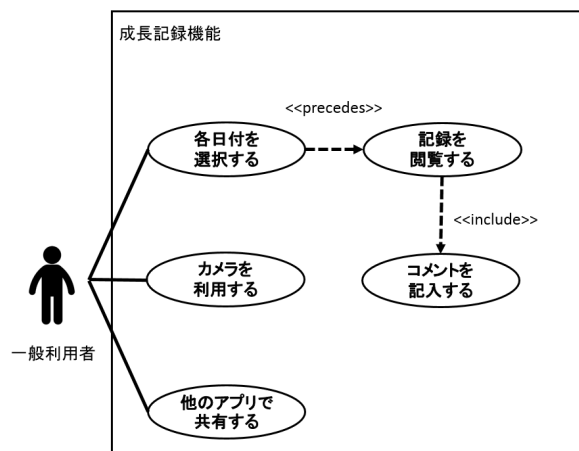 成長記録機能
<<precedes>>
各日付を
選択する
記録を
閲覧する
<<include>>
カメラを
利用する
コメントを
記入する
一般利用者
他のアプリで
共有する